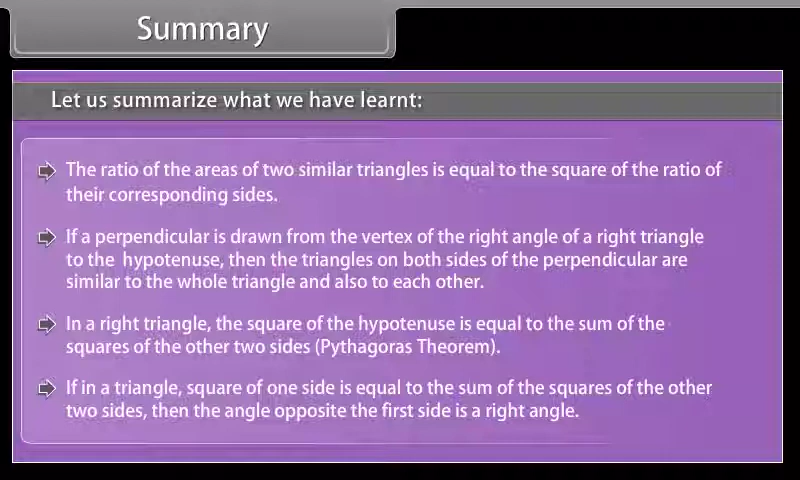 Summary
Let us summarize what we have learnt:
The ratio of the areas of two similar triangles is equal to the square of the ratio of
their corresponding sides.
If a perpendicular is drawn from the vertex of the right angle of a right triangle
to the hypotenuse, then the triangles on both sides of the perpendicular are
similar to the whole triangle and also to each other.
In a right triangle, the square of the hypotenuse is equal to the sum of the
squares of the other two sides (Pythagoras Theorem).
If in a triangle, square of one side is equal to the sum of the squares of the other
two sides, then the angle opposite the first side is a right angle.